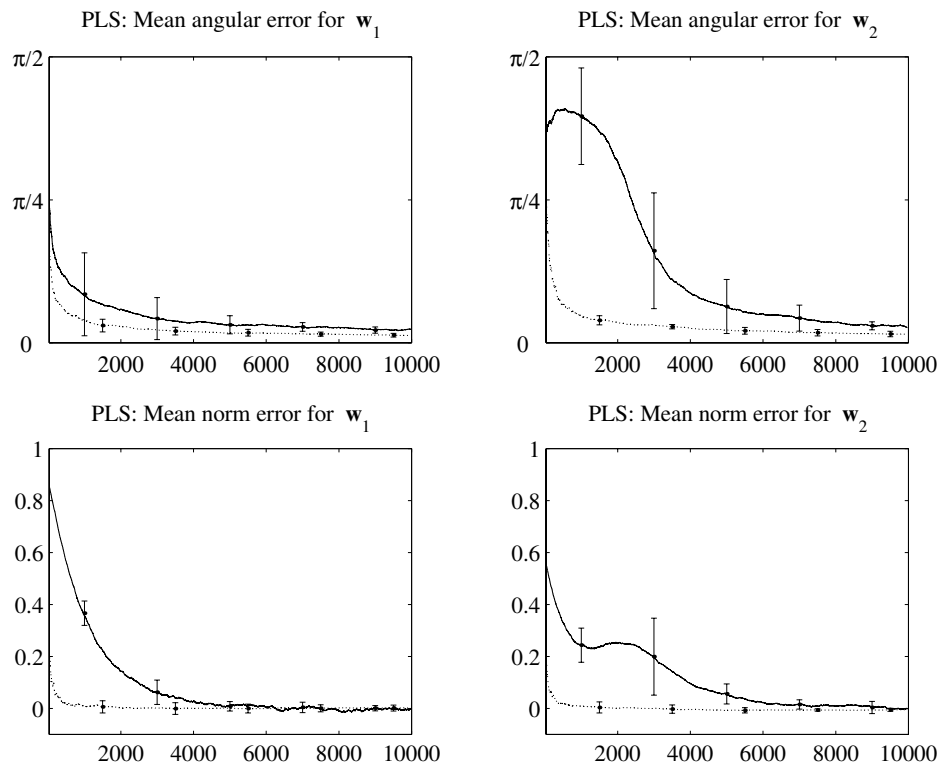 PLS: Mean angular error for w1
π/2
π/4
0
2000 4000 6000 8000 10000
PLS: Mean angular error for w2
π/2
π/4
0
2000 4000 6000 8000 10000
PLS: Mean norm error for w1
1
0.8
0.6
0.4
0.2
0
2000 4000 6000 8000 10000
PLS: Mean norm error for w2
1
0.8
0.6
0.4
0.2
0
2000 4000 6000 8000 10000